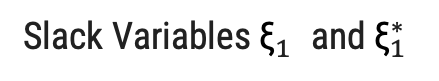 Slack Variables ξ₁ and ξ₁*